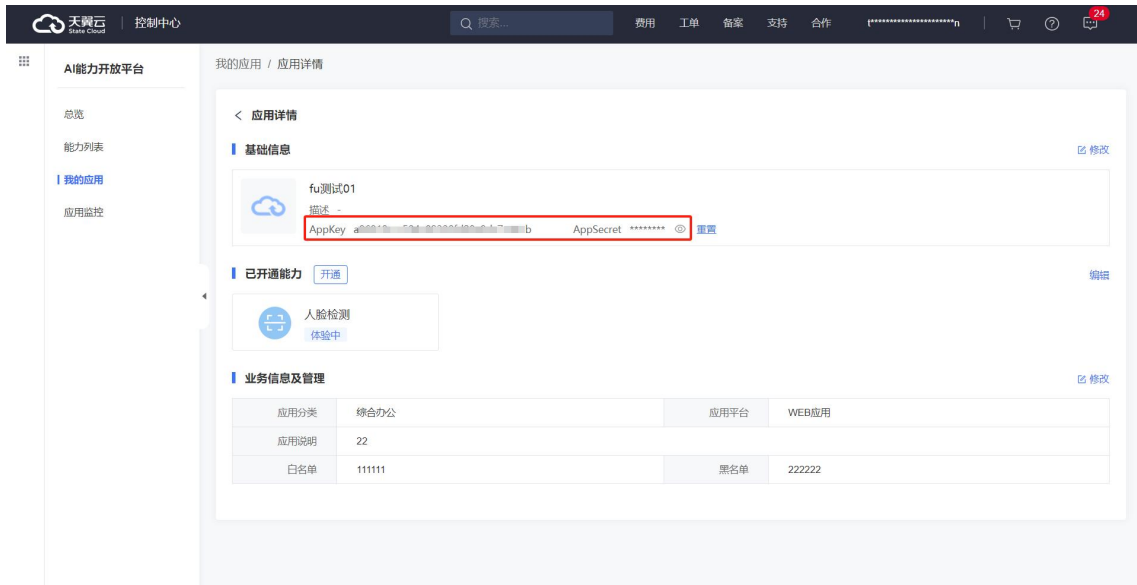 天翼云 State Cloud 控制中心 搜索... 费用 工单 备案 支持 合作 t**********************n 24
AI能力开放平台
总览
能力列表
我的应用
应用监控
我的应用 / 应用详情
应用详情
基础信息 修改
fu测试01
描述 -
AppKey AppSecret ******** 重置
已开通能力 开通 编辑
人脸检测
体验中
业务信息及管理 修改
应用分类 综合办公 应用平台 WEB应用
应用说明 22
白名单 111111 黑名单 222222